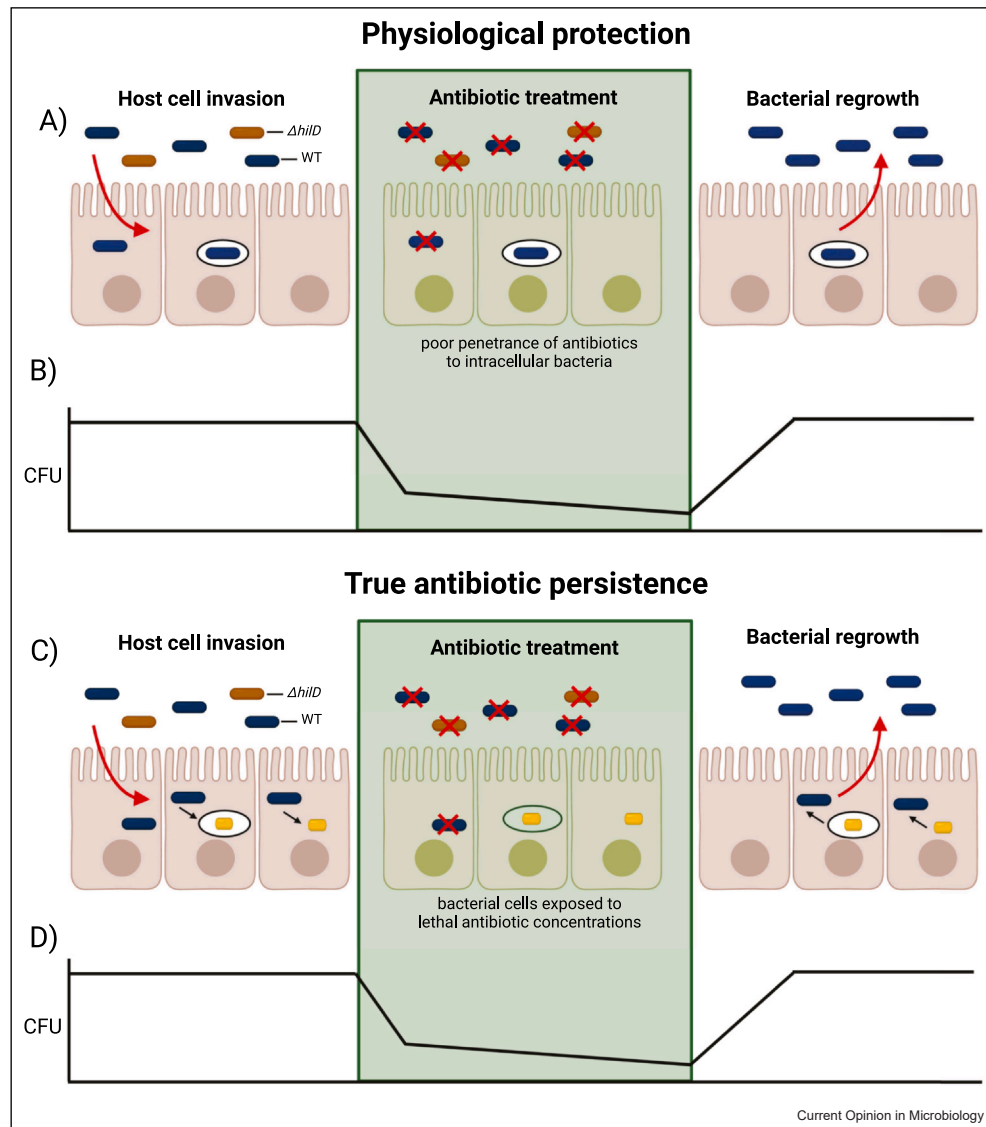 Physiological protection
Host cell invasion
Antibiotic treatment
Bacterial regrowth
A)
ΔhilD
WT
poor penetrance of antibiotics
to intracellular bacteria
B)
CFU
True antibiotic persistence
Host cell invasion
Antibiotic treatment
Bacterial regrowth
C)
ΔhilD
WT
bacterial cells exposed to
lethal antibiotic concentrations
D)
CFU
Current Opinion in Microbiology